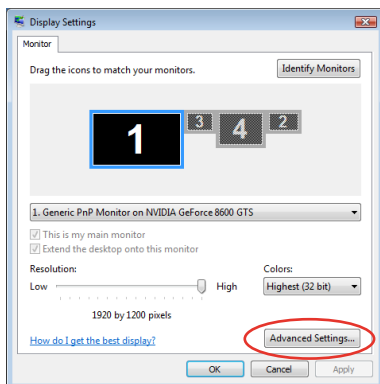 Display Settings
Monitor
Drag the icons to match your monitors.
Identify Monitors
1
3
4
2
1. Generic PnP Monitor on NVIDIA GeForce 8600 GTS
This is my main monitor
Extend the desktop onto this monitor
Resolution:
Colors:
Low
High
Highest (32 bit)
1920 by 1200 pixels
How do I get the best display?
Advanced Settings...
OK
Cancel
Apply